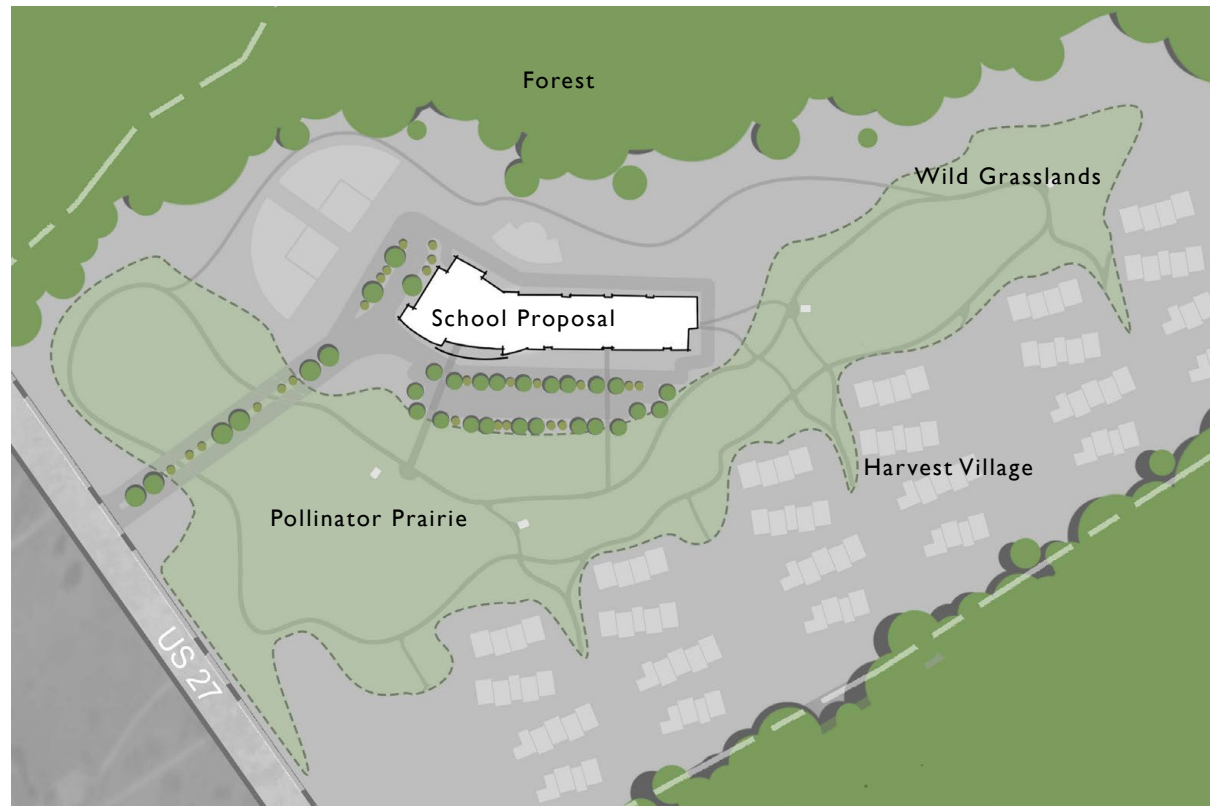 Forest
Wild Grasslands
School Proposal
Harvest Village
Pollinator Prairie
US 27